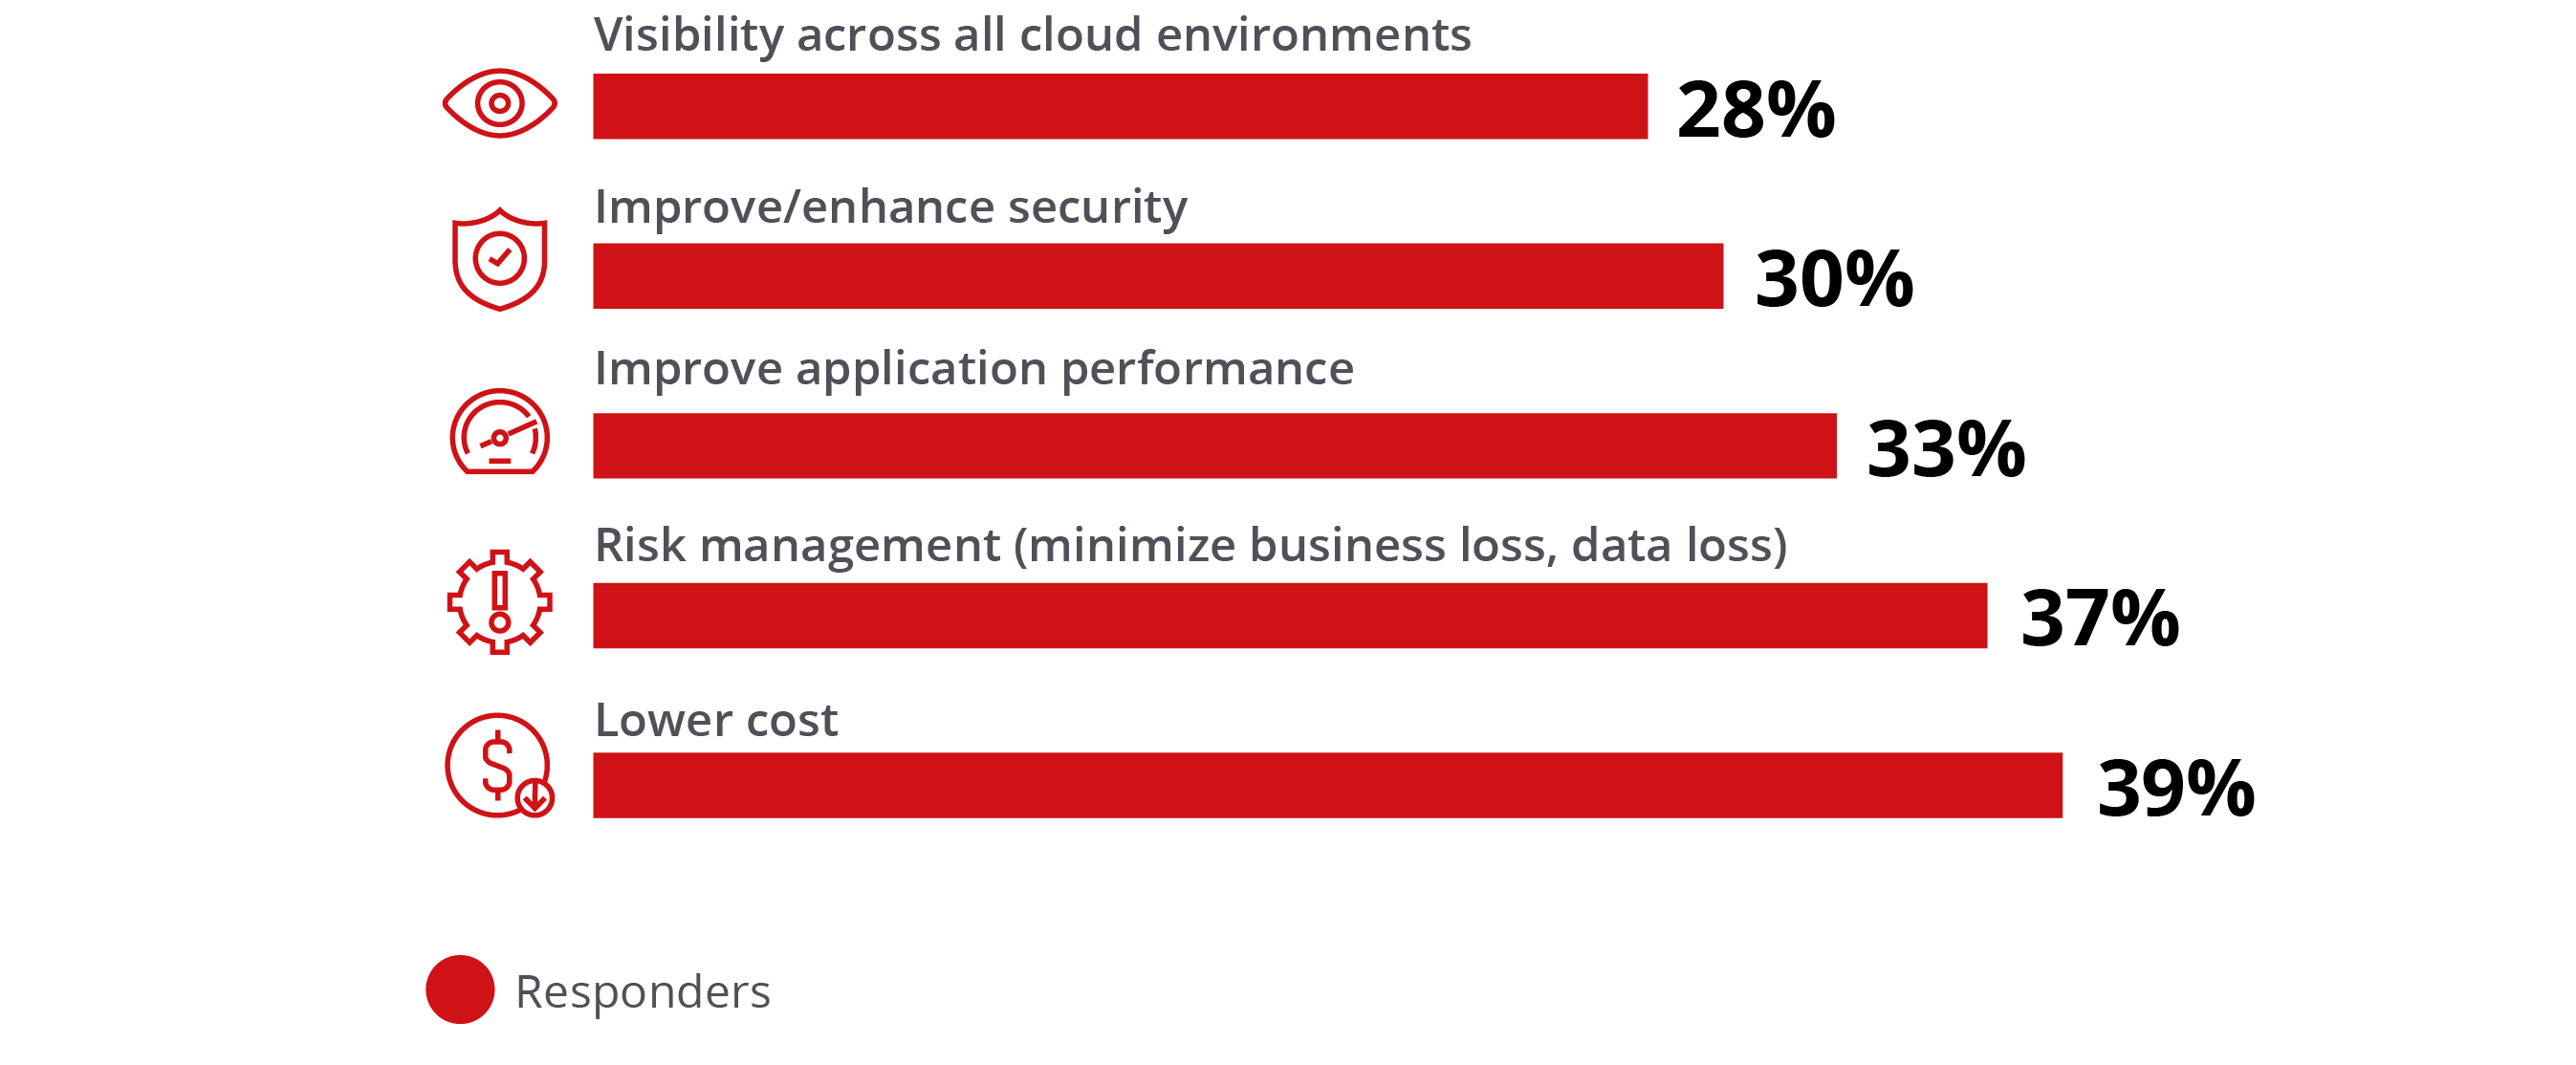 Visibility across all cloud environments
28%
Improve/enhance security
30%
Improve application performance
33%
Risk management (minimize business loss, data loss)
37%
Lower cost
39%
Responders